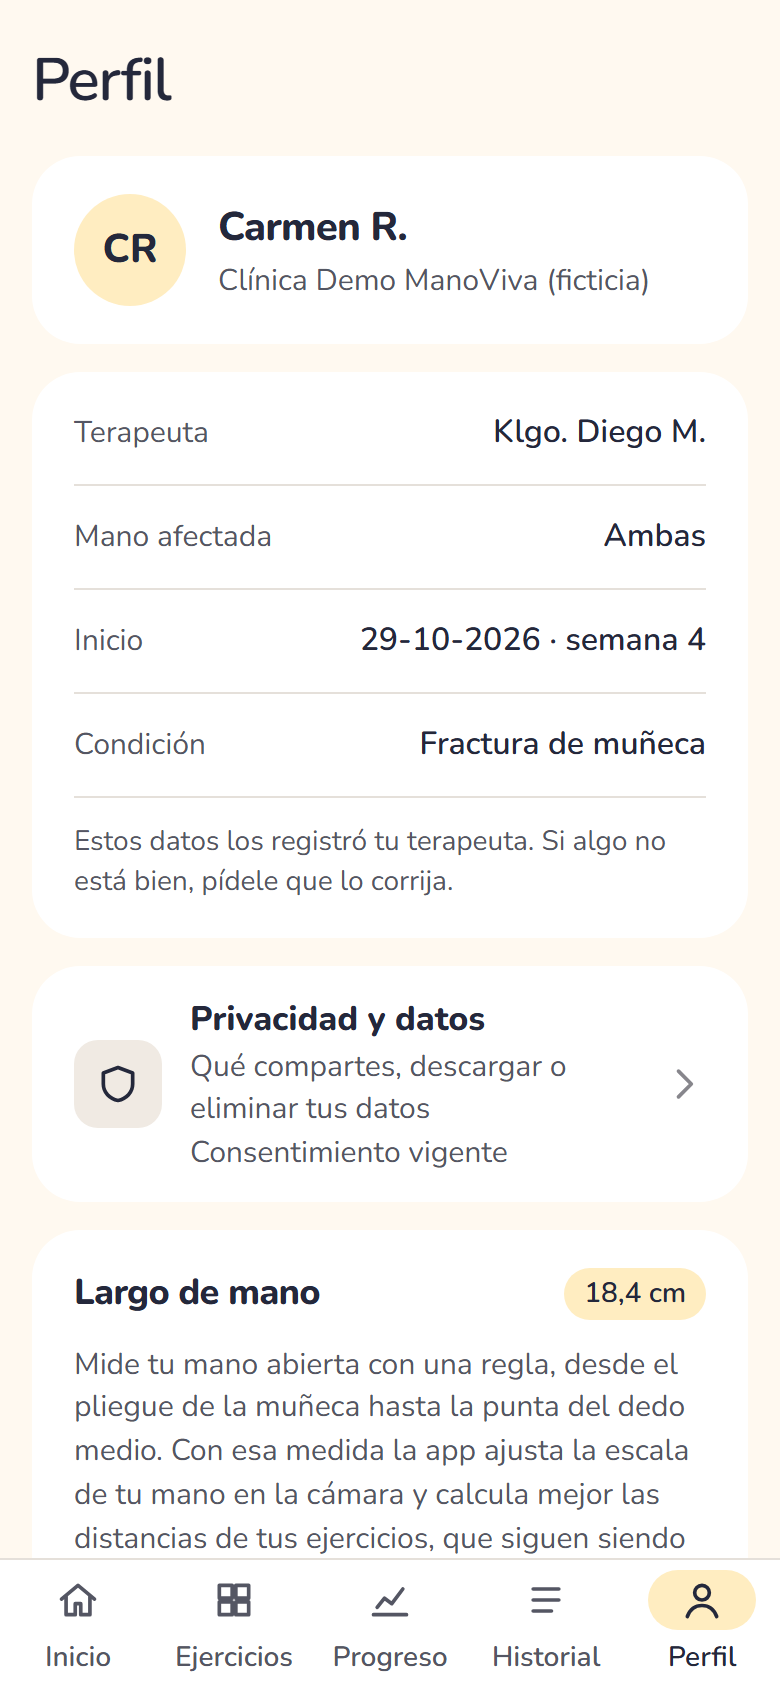 Perfil
CR
Carmen R.
Clínica Demo ManoViva (ficticia)
Terapeuta
Klgo. Diego M.
Mano afectada
Ambas
Inicio
29-10-2026 · semana 4
Condición
Fractura de muñeca
Estos datos los registró tu terapeuta. Si algo no
está bien, pídele que lo corrija.
Privacidad y datos
Qué compartes, descargar o
eliminar tus datos
Consentimiento vigente
Largo de mano
18,4 cm
Mide tu mano abierta con una regla, desde el
pliegue de la muñeca hasta la punta del dedo
medio. Con esa medida la app ajusta la escala
de tu mano en la cámara y calcula mejor las
distancias de tus ejercicios, que siguen siendo
Inicio
Ejercicios
Progreso
Historial
Perfil